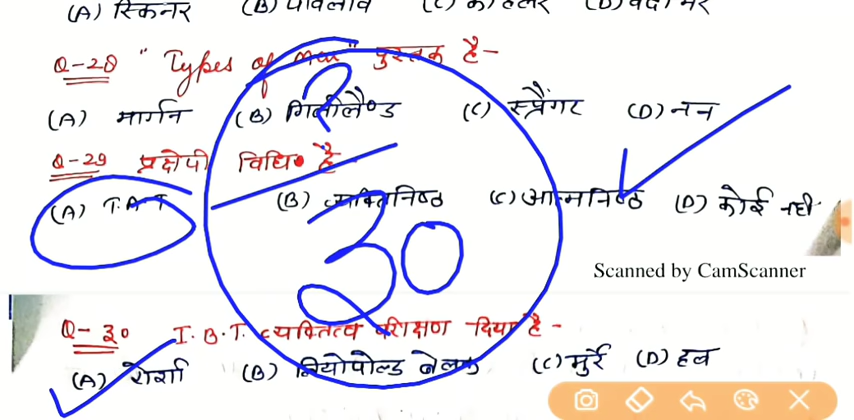 (A) स्किनर (B) पावलाव (C) कोहलर (D) वर्दीमर
Q-28 " Types of Man " पुस्तक है-
(A) मार्गन (B) गिलीलैण्ड (C) स्प्रैंगर (D) नन
Q-29 प्रक्षेपी विधि है-
(A) T.A.T (B) व्यक्तिनिष्ठ (C) आत्मनिष्ठ (D) कोई नही
?
30
Scanned by CamScanner
Q-30 I.B.T. व्यक्तित्व परीक्षण दिया है-
(A) रोर्शा (B) लियोपोल्ड बेलक (C) मुर्रे (D) हल